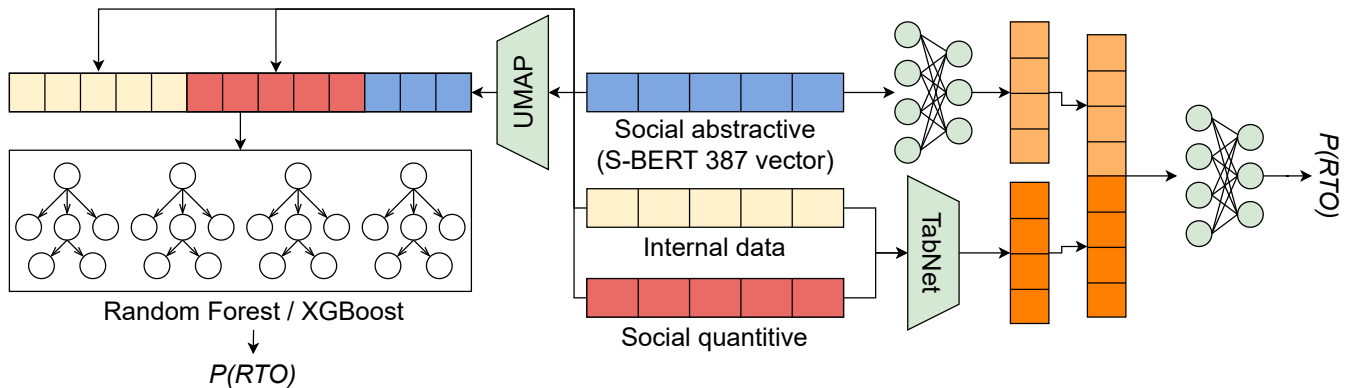 UMAP
Social abstractive
(S-BERT 387 vector)
Internal data
Social quantitive
TabNet
P(RTO)
Random Forest / XGBoost
P(RTO)